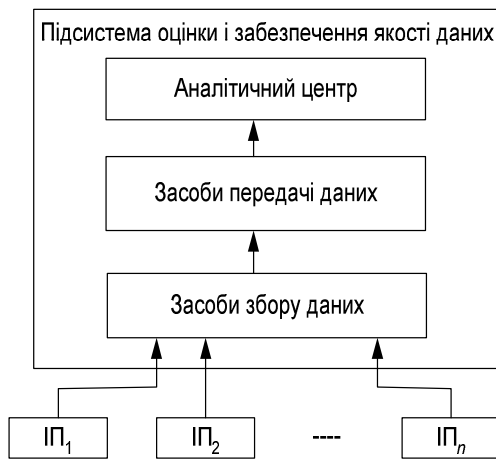 Підсистема оцінки і забезпечення якості даних
Аналітичний центр
Засоби передачі даних
Засоби збору даних
ІП1 ІП2 ---- ІПn